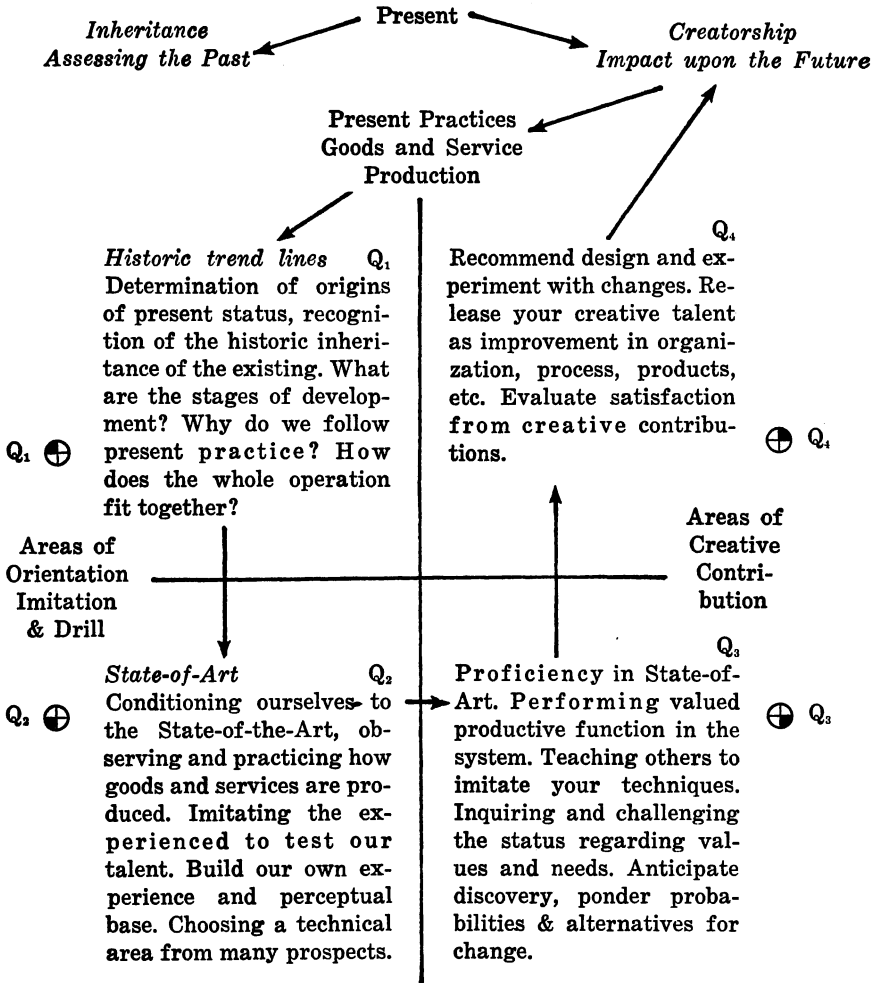 Present
Inheritance
Assessing the Past
Creatorship
Impact upon the Future
Present Practices
Goods and Service
Production
Historic trend lines Q₁
Determination of origins
of present status, recogni-
tion of the historic inheri-
tance of the existing. What
are the stages of develop-
ment? Why do we follow
present practice? How
does the whole operation
fit together?
Q₁
Q₄
Recommend design and ex-
periment with changes. Re-
lease your creative talent
as improvement in organi-
zation, process, products,
etc. Evaluate satisfaction
from creative contribu-
tions.
Q₄
Areas of
Orientation
Imitation
& Drill
Areas of
Creative
Contri-
bution
State-of-Art Q₂
Conditioning ourselves to
the State-of-the-Art, ob-
serving and practicing how
goods and services are pro-
duced. Imitating the ex-
perienced to test our
talent. Build our own ex-
perience and perceptual
base. Choosing a technical
area from many prospects.
Q₂
Q₃
Proficiency in State-of-
Art. Performing valued
productive function in the
system. Teaching others to
imitate your techniques.
Inquiring and challenging
the status regarding val-
ues and needs. Anticipate
discovery, ponder proba-
bilities & alternatives for
change.
Q₃